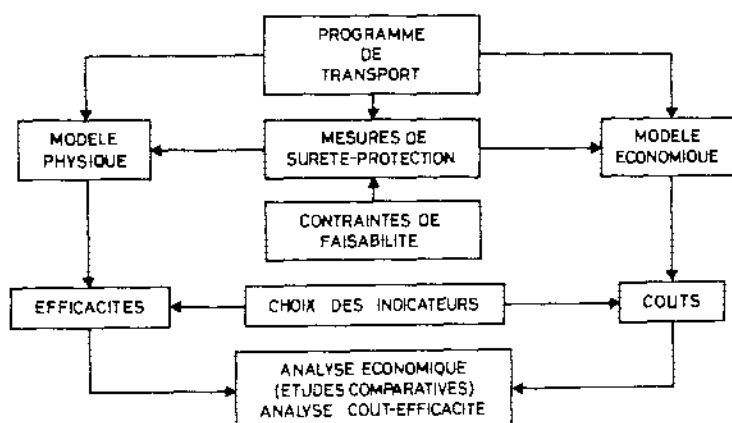 PROGRAMME
DE
TRANSPORT
MODELE
PHYSIQUE
MESURES DE
SURETE-PROTECTION
MODELE
ECONOMIQUE
CONTRAINTES DE
FAISABILITE
EFFICACITES
CHOIX DES INDICATEURS
COUTS
ANALYSE ECONOMIQUE
(ETUDES COMPARATIVES)
ANALYSE COUT-EFFICACITE